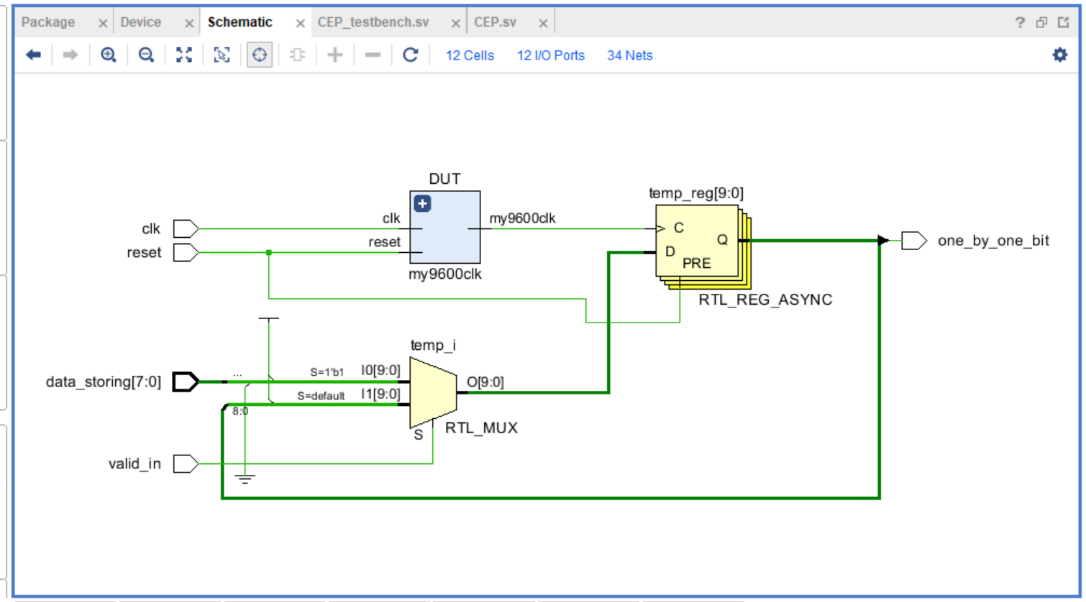 Package × Device × Schematic × CEP_testbench.sv × CEP.sv × ?
12 Cells 12 I/O Ports 34 Nets
DUT
clk
clk
my9600clk
reset
reset
my9600clk
temp_reg[9:0]
C
D
Q
PRE
RTL_REG_ASYNC
one_by_one_bit
temp_i
data_storing[7:0]
...
S=1'b1
I0[9:0]
O[9:0]
8:0
S=default
I1[9:0]
S
RTL_MUX
valid_in